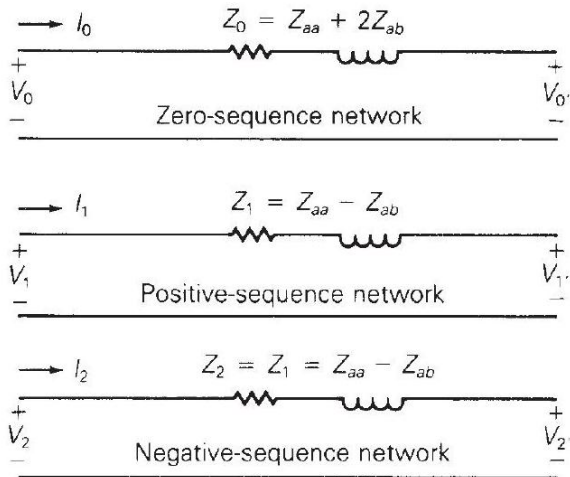 I₀ Z₀ = Zₐₐ + 2Zₐb
+ +
V₀ V₀'
− Zero-sequence network −
I₁ Z₁ = Zₐₐ − Zₐb
+ +
V₁ V₁'
− Positive-sequence network −
I₂ Z₂ = Z₁ = Zₐₐ − Zₐb
+ +
V₂ V₂'
− Negative-sequence network −